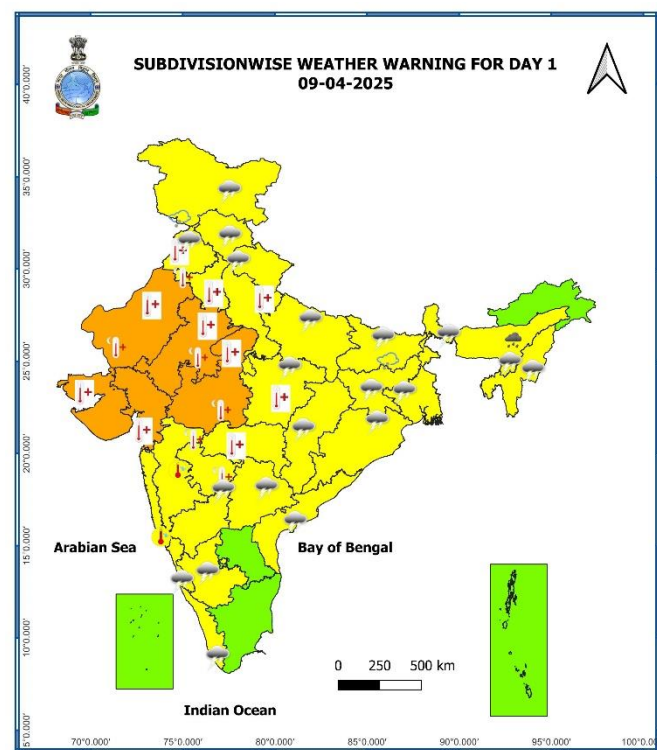 SUBDIVISIONWISE WEATHER WARNING FOR DAY 1
09-04-2025
40°0.000'
35°0.000'
30°0.000'
25°0.000'
20°0.000'
15°0.000'
10°0.000'
5°0.000'
Arabian Sea
Bay of Bengal
0 250 500 km
Indian Ocean
70°0.000' 75°0.000' 80°0.000' 85°0.000' 90°0.000' 95°0.000'